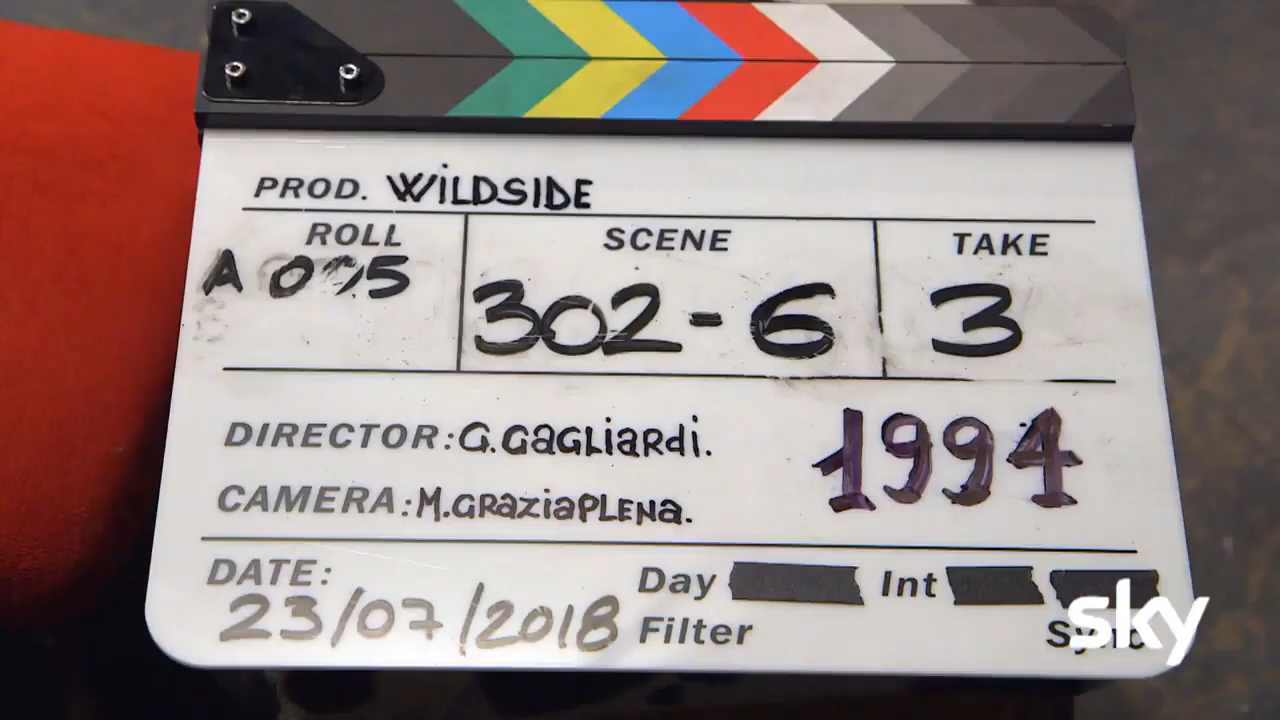 PROD. WILDSIDE
ROLL SCENE TAKE
A 302-6 3
DIRECTOR: G. GAGLIARDI.
1994
CAMERA: M. GRAZIAPLENA.
DATE: Day Int
23/07/2018 Filter Sync
sky